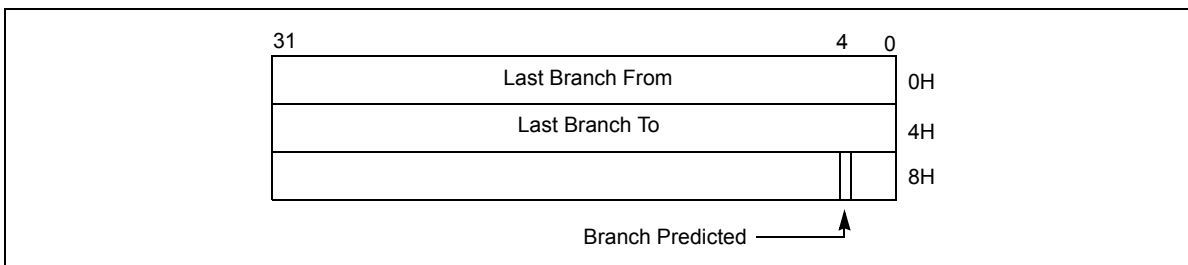 31 4 0
Last Branch From 0H
Last Branch To 4H
8H
Branch Predicted